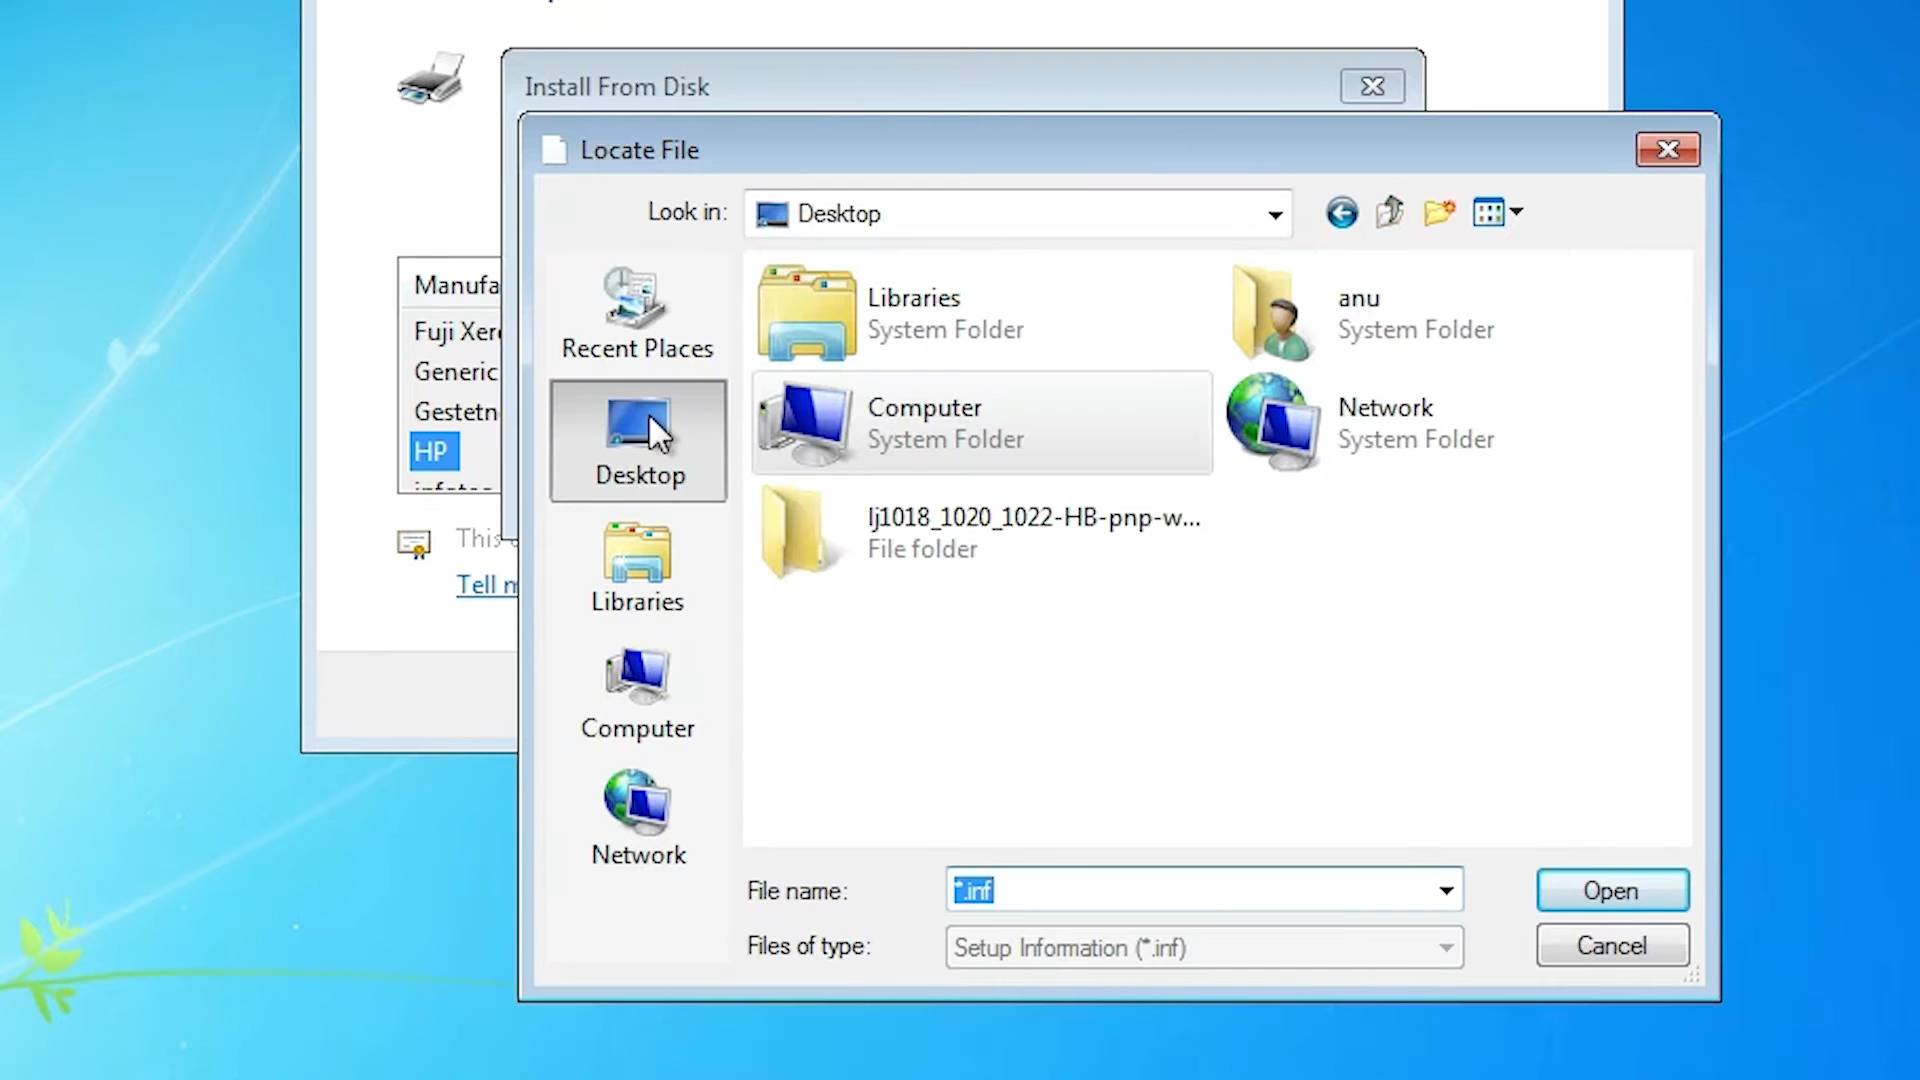 Install From Disk
Locate File
Look in:
Desktop
Recent Places
Desktop
Libraries
Computer
Network
Libraries
System Folder
anu
System Folder
Computer
System Folder
Network
System Folder
lj1018_1020_1022-HB-pnp-w...
File folder
File name:
*.inf
Open
Files of type:
Setup Information (*.inf)
Cancel
Manufa
Fuji Xer
Generic
Gestetn
HP
This
Tell